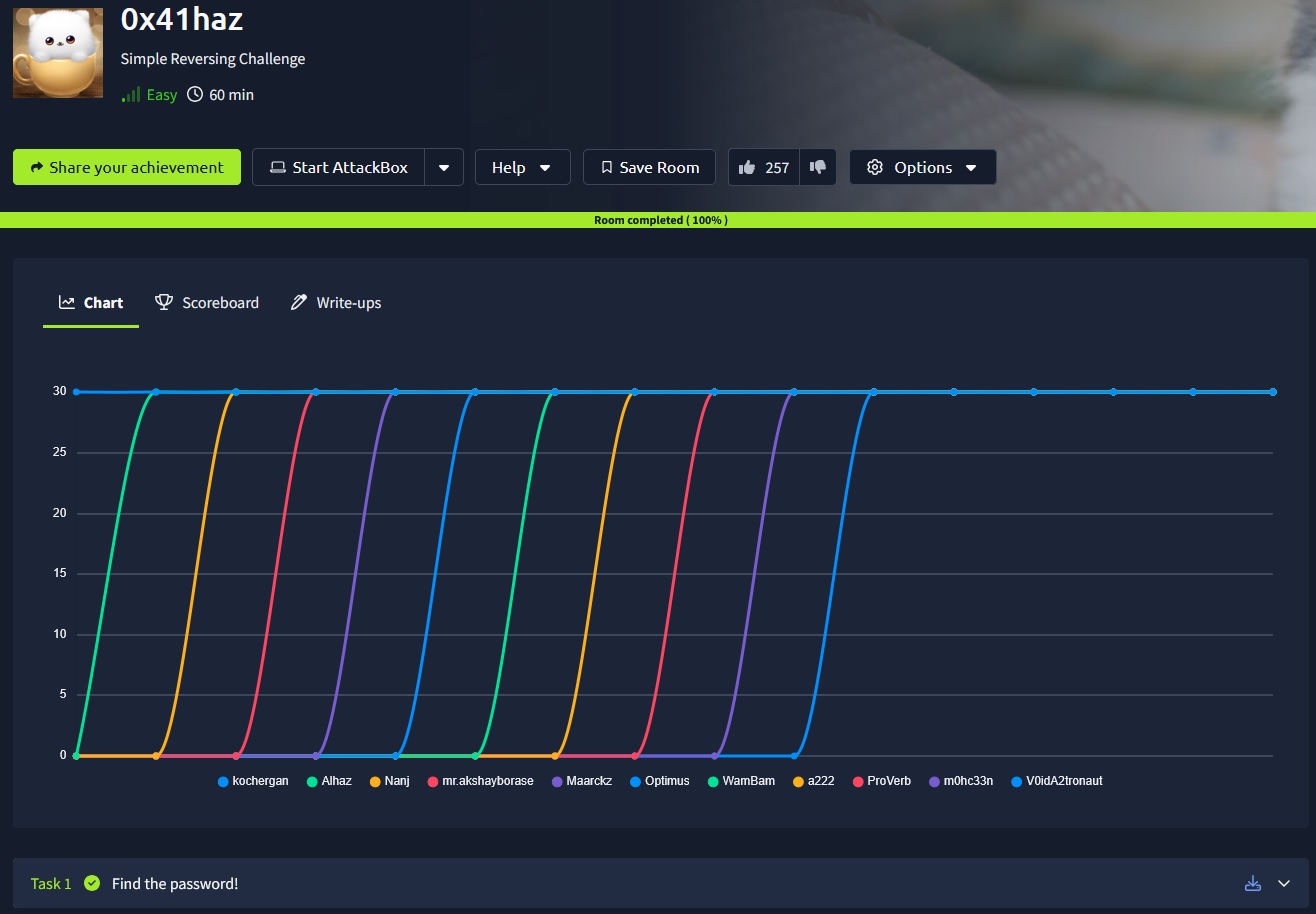 0x41haz
Simple Reversing Challenge
Easy 60 min
Share your achievement Start AttackBox Help Save Room 257 Options
Room completed ( 100% )
Chart Scoreboard Write-ups
30
25
20
15
10
5
0
kochergan Alhaz Nanj mr.akshayborase Maarckz Optimus WamBam a222 ProVerb m0hc33n V0idA2tronaut
Task 1 Find the password!